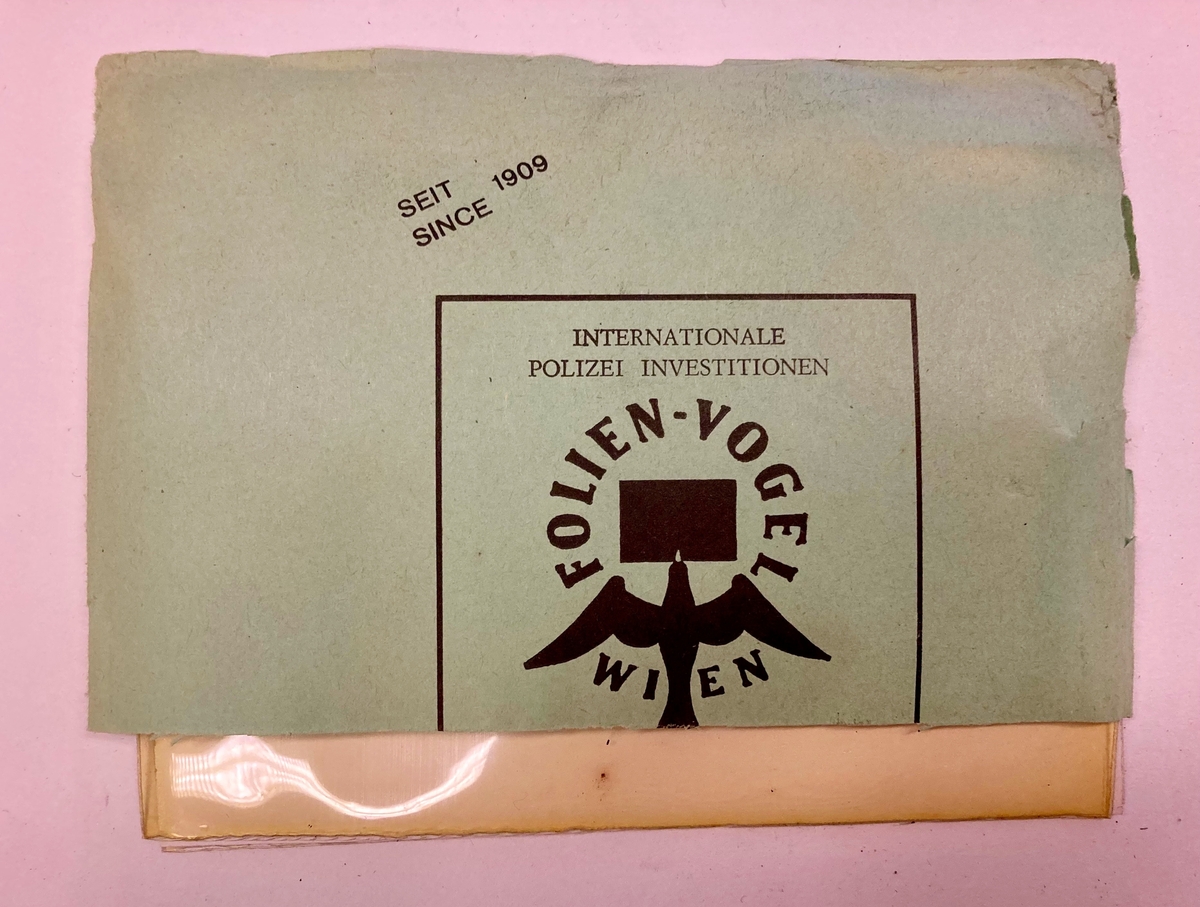 SEIT 1909
SINCE
INTERNATIONALE
POLIZEI INVESTITIONEN
FOLIEN-VOGEL
WIEN